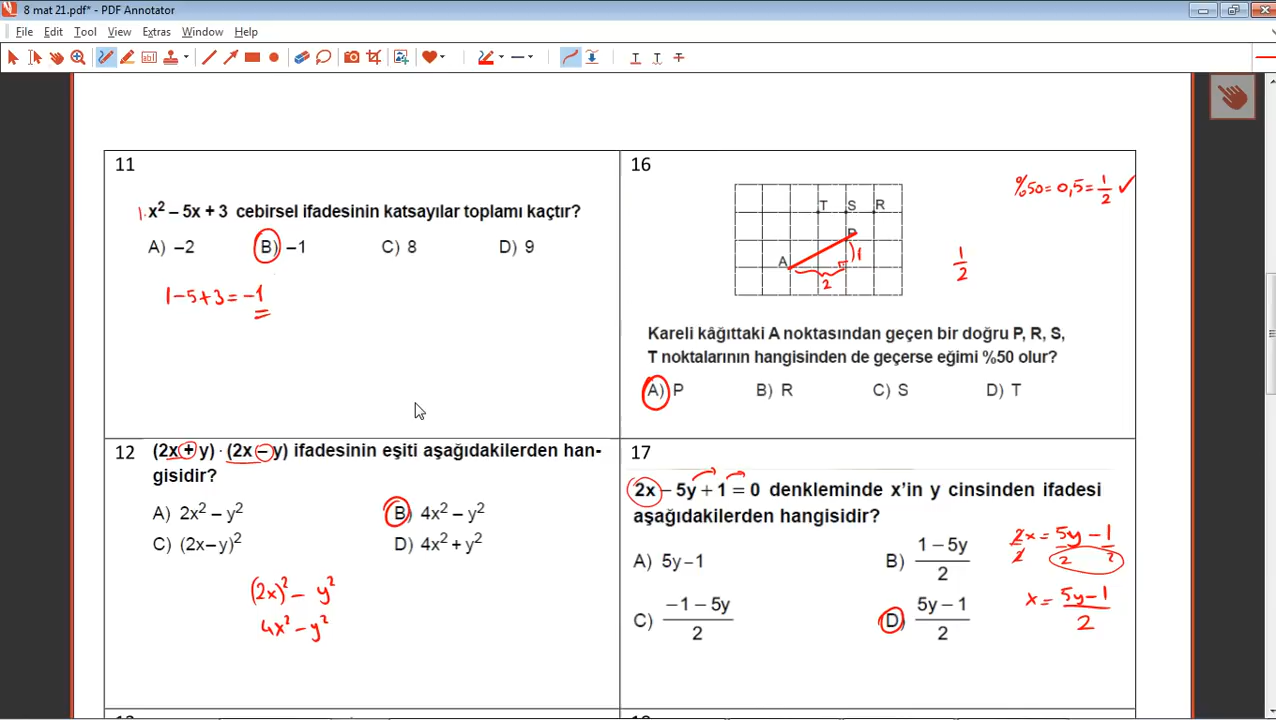 8 mat 21.pdf* - PDF Annotator
File Edit Tool View Extras Window Help
11
1. x² – 5x + 3 cebirsel ifadesinin katsayılar toplamı kaçtır?
A) –2 B) –1 C) 8 D) 9
1-5+3=-1
12 (2x + y) · (2x – y) ifadesinin eşiti aşağıdakilerden han-
gisidir?
A) 2x² – y² B) 4x² – y²
C) (2x–y)² D) 4x² + y²
(2x)² - y²
4x² - y²
16
%50=0,5=1/2 ✓
T S R
P
A
1
2
1/2
Kareli kâğıttaki A noktasından geçen bir doğru P, R, S,
T noktalarının hangisinden de geçerse eğimi %50 olur?
A) P B) R C) S D) T
17
2x – 5y + 1 = 0 denkleminde x'in y cinsinden ifadesi
aşağıdakilerden hangisidir?
A) 5y – 1 B) (1 – 5y)/2
C) (–1 – 5y)/2 D) (5y – 1)/2
2x/2 = 5y/2 - 1/2
x = (5y-1)/2